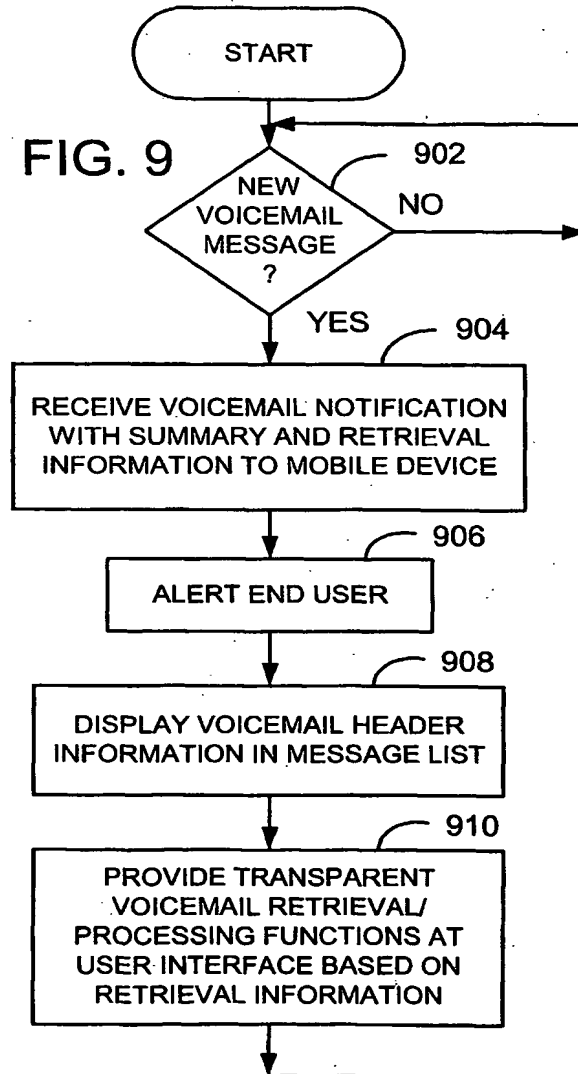 START
FIG. 9
902
NEW
VOICEMAIL
MESSAGE
?
NO
YES
904
RECEIVE VOICEMAIL NOTIFICATION
WITH SUMMARY AND RETRIEVAL
INFORMATION TO MOBILE DEVICE
906
ALERT END USER
908
DISPLAY VOICEMAIL HEADER
INFORMATION IN MESSAGE LIST
910
PROVIDE TRANSPARENT
VOICEMAIL RETRIEVAL/
PROCESSING FUNCTIONS AT
USER INTERFACE BASED ON
RETRIEVAL INFORMATION